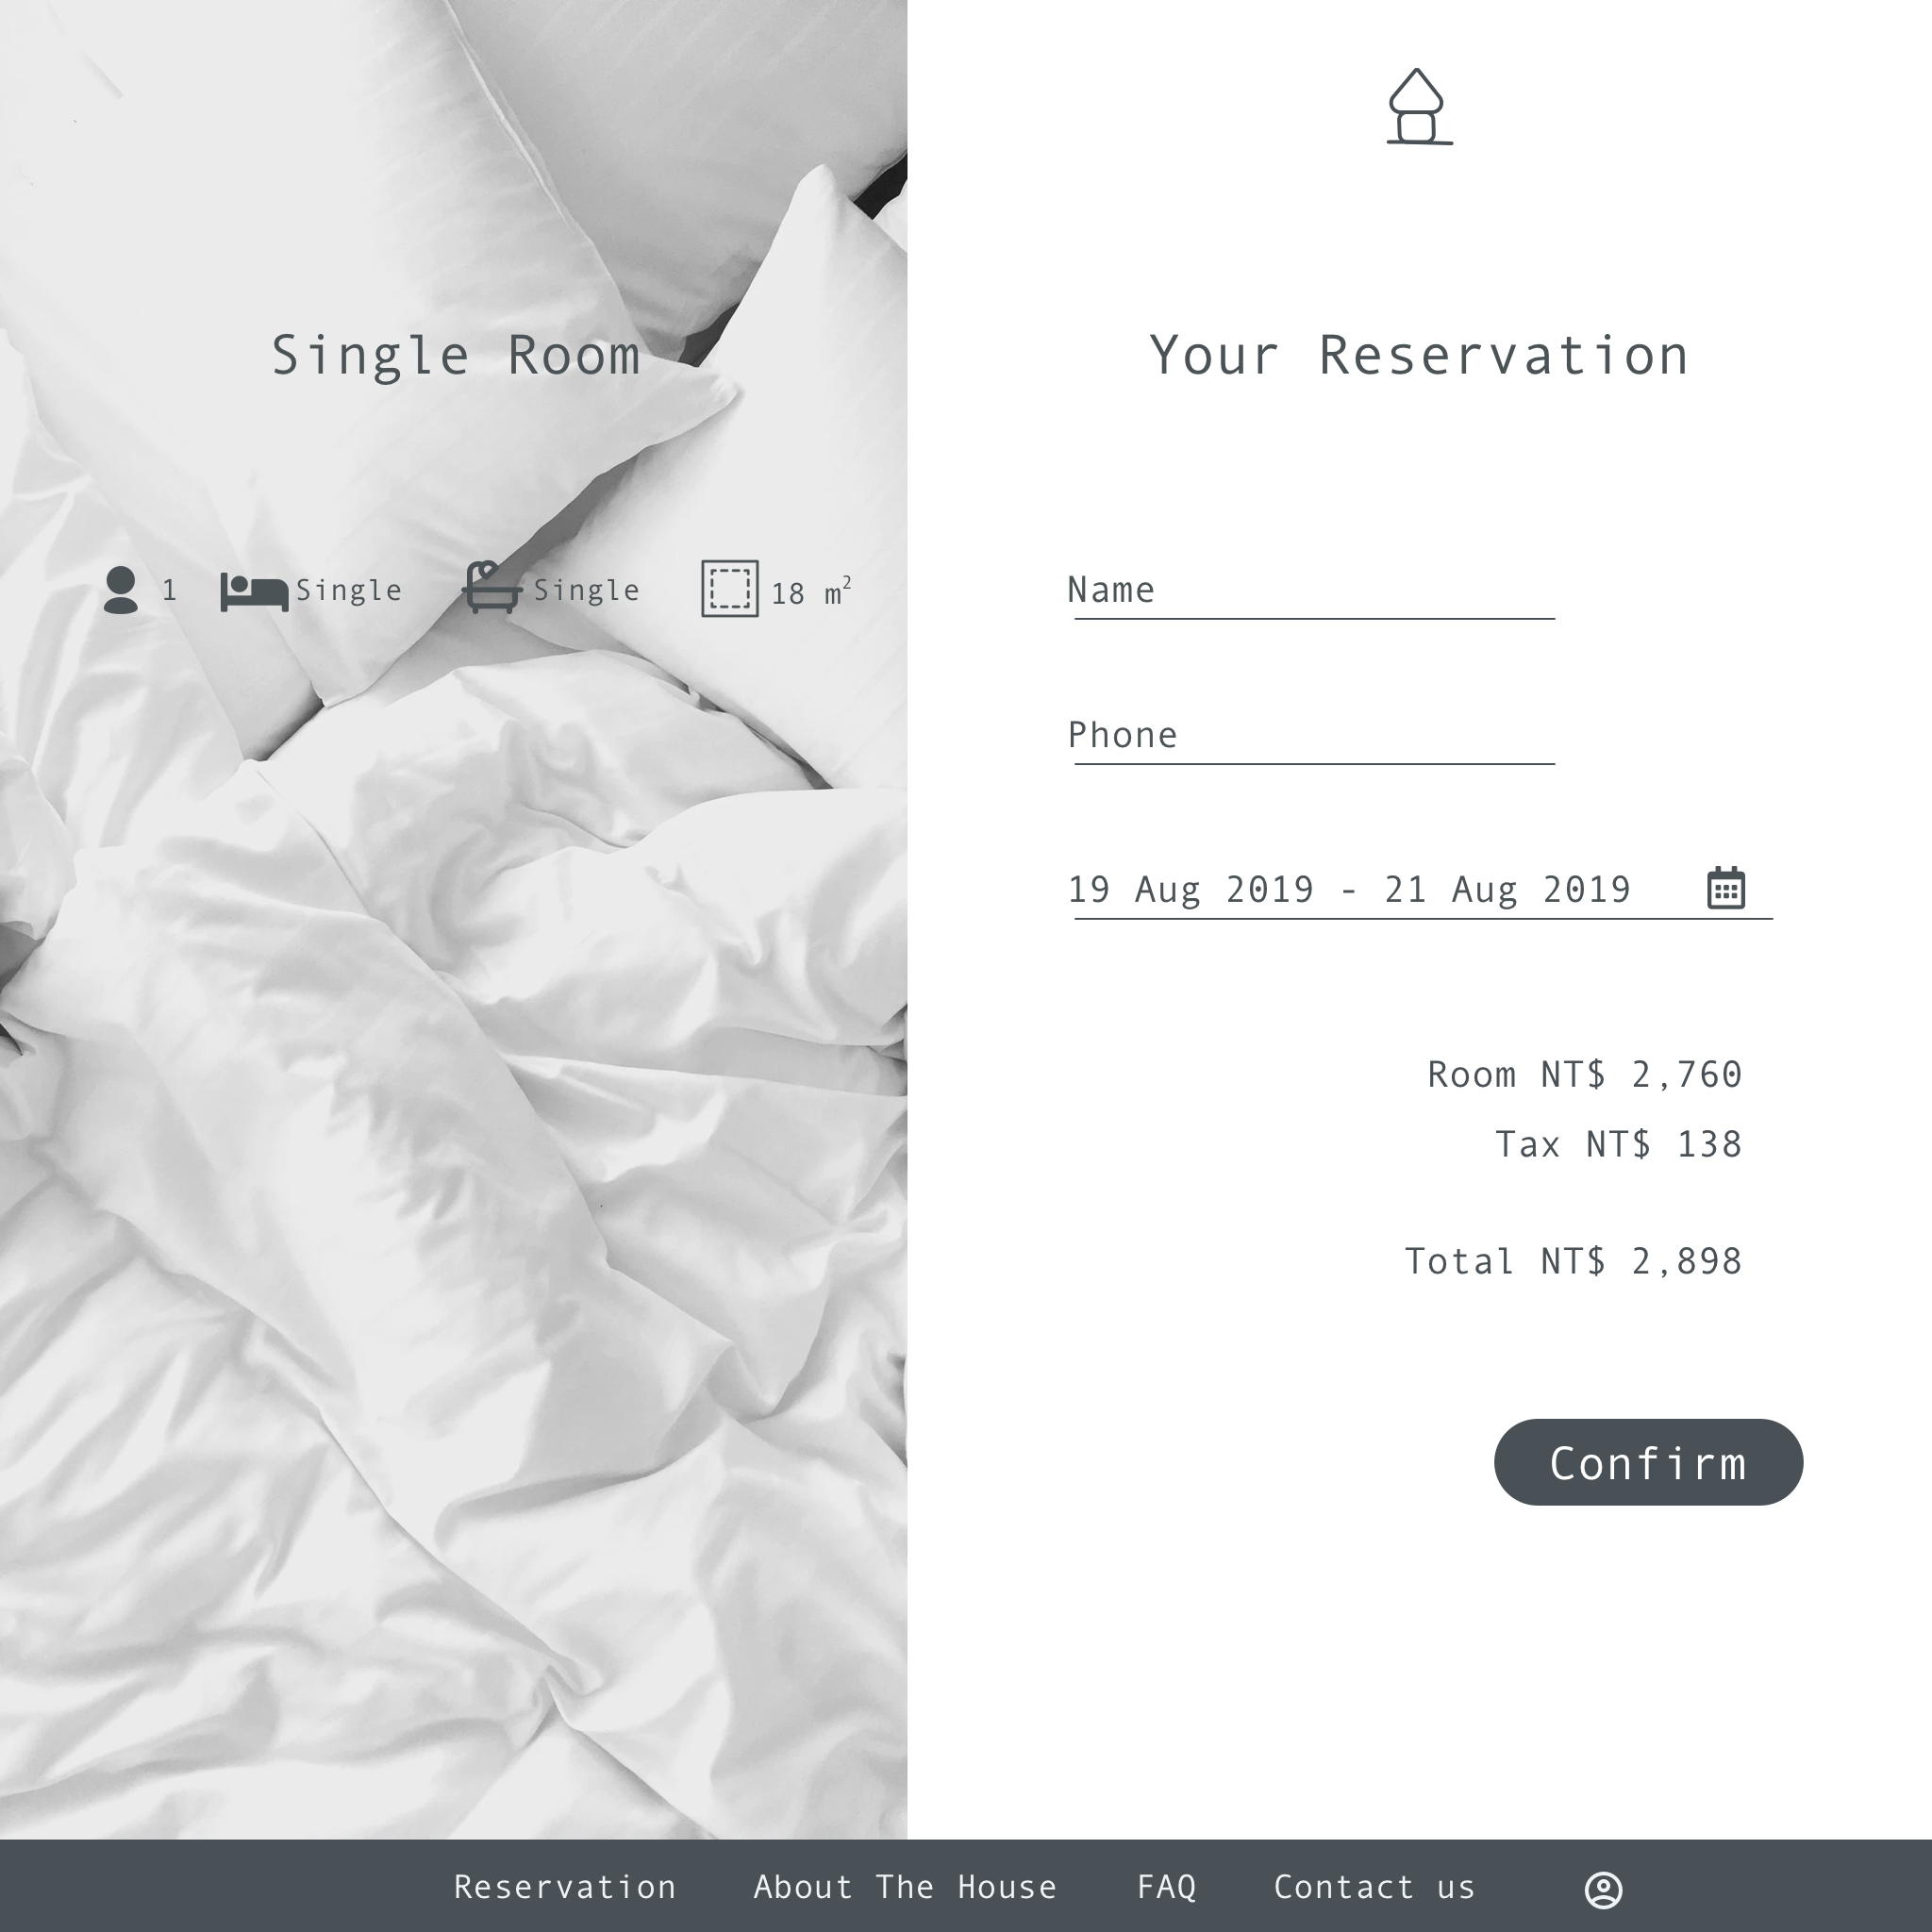 Single Room
1 Single Single 18 m²
Your Reservation
Name
Phone
19 Aug 2019 - 21 Aug 2019
Room NT$ 2,760
Tax NT$ 138
Total NT$ 2,898
Confirm
Reservation About The House FAQ Contact us